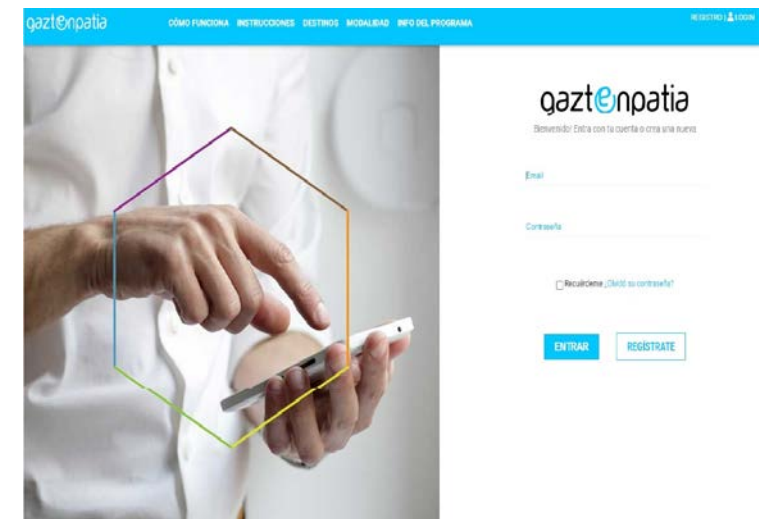 gaztenpatia
CÓMO FUNCIONA INSTRUCCIONES DESTINOS MODALIDAD INFO DEL PROGRAMA
REGISTRO | LOGIN
gaztenpatia
Bienvenido! Entra con tu cuenta o crea una nueva.
Email
Contraseña
Recuérdeme ¿Olvidó su contraseña?
ENTRAR REGÍSTRATE